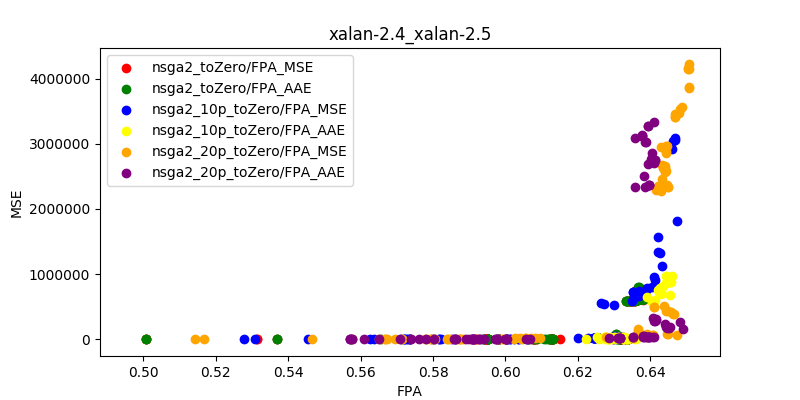 xalan-2.4_xalan-2.5
nsga2_toZero/FPA_MSE
nsga2_toZero/FPA_AAE
nsga2_10p_toZero/FPA_MSE
nsga2_10p_toZero/FPA_AAE
nsga2_20p_toZero/FPA_MSE
nsga2_20p_toZero/FPA_AAE
4000000
3000000
2000000
1000000
0
MSE
0.50 0.52 0.54 0.56 0.58 0.60 0.62 0.64
FPA